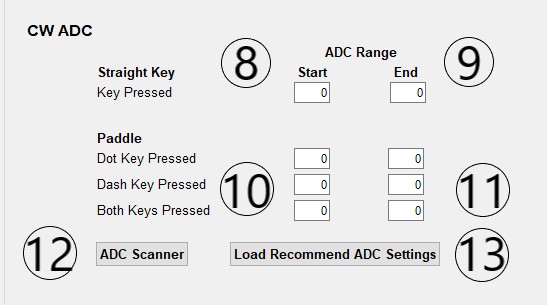 CW ADC
8 ADC Range 9
Straight Key Start End
Key Pressed 0 0
Paddle
Dot Key Pressed 0 0
Dash Key Pressed 10 0 0 11
Both Keys Pressed 0 0
12 ADC Scanner Load Recommend ADC Settings 13